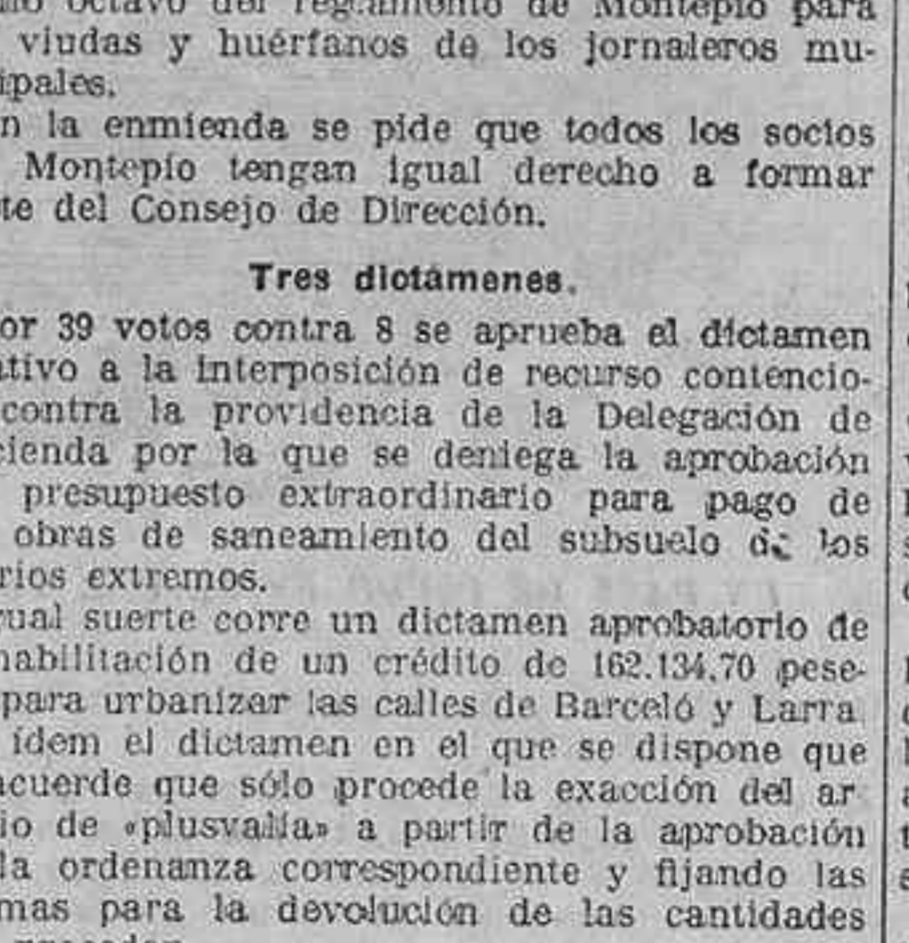 octavo del reglamento de Montepío para
viudas y huérfanos de los jornaleros mu-
ipales.
n la enmienda se pide que todos los socios
Montepío tengan igual derecho a formar
te del Consejo de Dirección.
Tres dictámenes.
or 39 votos contra 8 se aprueba el dictamen
ativo a la interposición de recurso contencio-
contra la providencia de la Delegación de
cienda por la que se deniega la aprobación
presupuesto extraordinario para pago de
obras de saneamiento del subsuelo de los
rios extremos.
gual suerte corre un dictamen aprobatorio de
habilitación de un crédito de 162.134,70 pese-
para urbanizar las calles de Barceló y Larra.
ídem el dictamen en el que se dispone que
acuerde que sólo procede la exacción del ar-
io de «plusvalía» a partir de la aprobación
la ordenanza correspondiente y fijando las
mas para la devolución de las cantidades